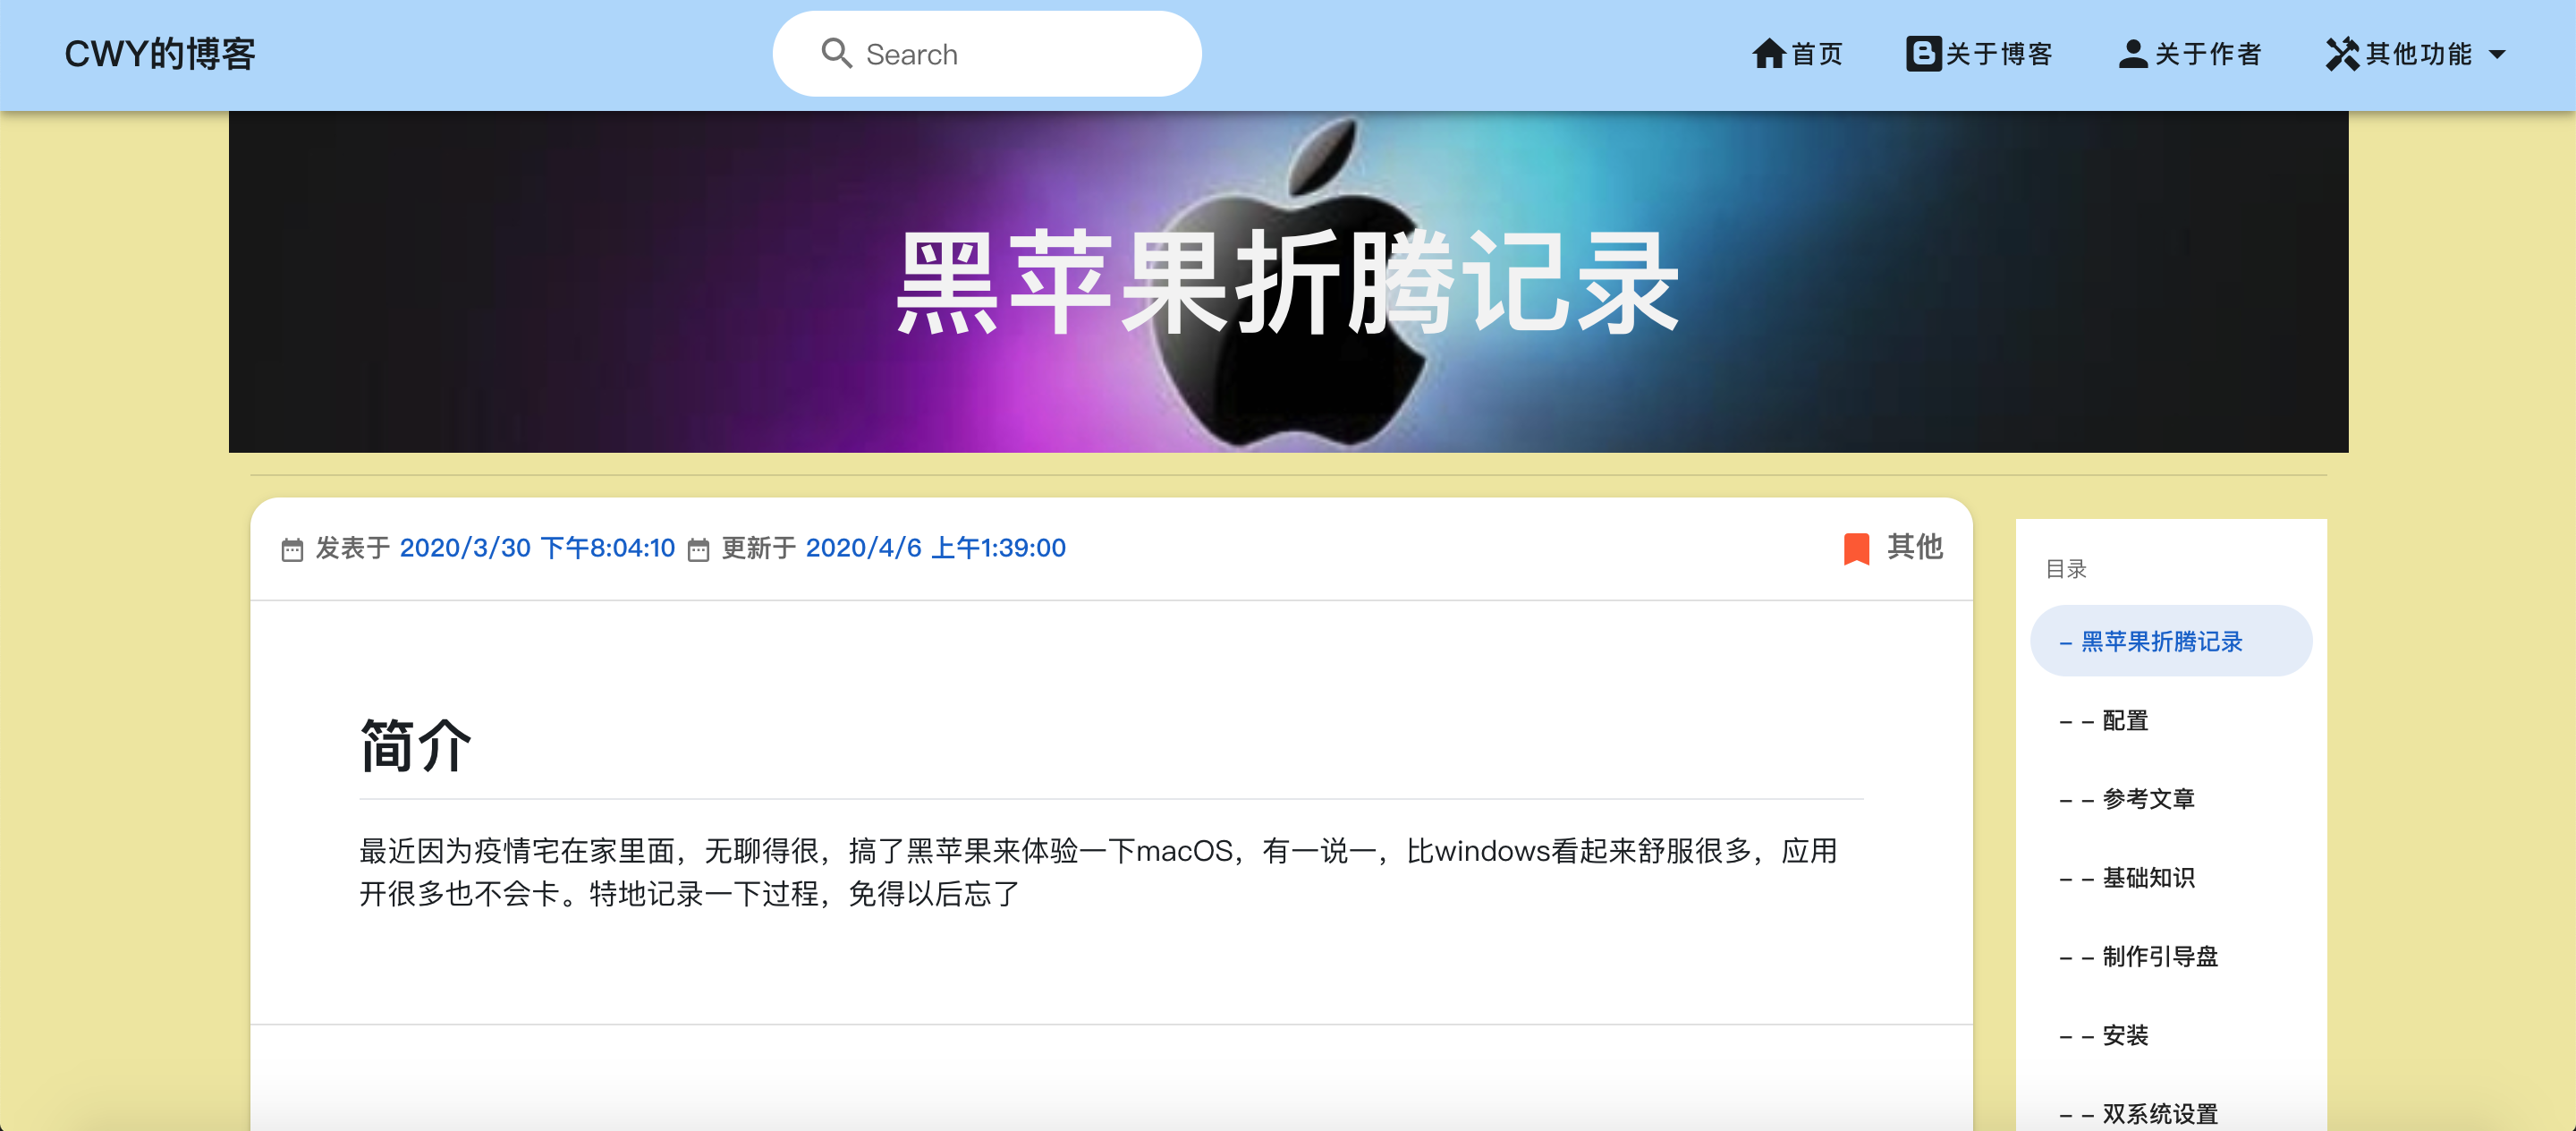 CWY的博客
Search
首页
关于博客
关于作者
其他功能
黑苹果折腾记录
发表于 2020/3/30 下午8:04:10 更新于 2020/4/6 上午1:39:00
其他
简介
最近因为疫情宅在家里面，无聊得很，搞了黑苹果来体验一下macOS，有一说一，比windows看起来舒服很多，应用
开很多也不会卡。特地记录一下过程，免得以后忘了
目录
– 黑苹果折腾记录
– – 配置
– – 参考文章
– – 基础知识
– – 制作引导盘
– – 安装
– – 双系统设置